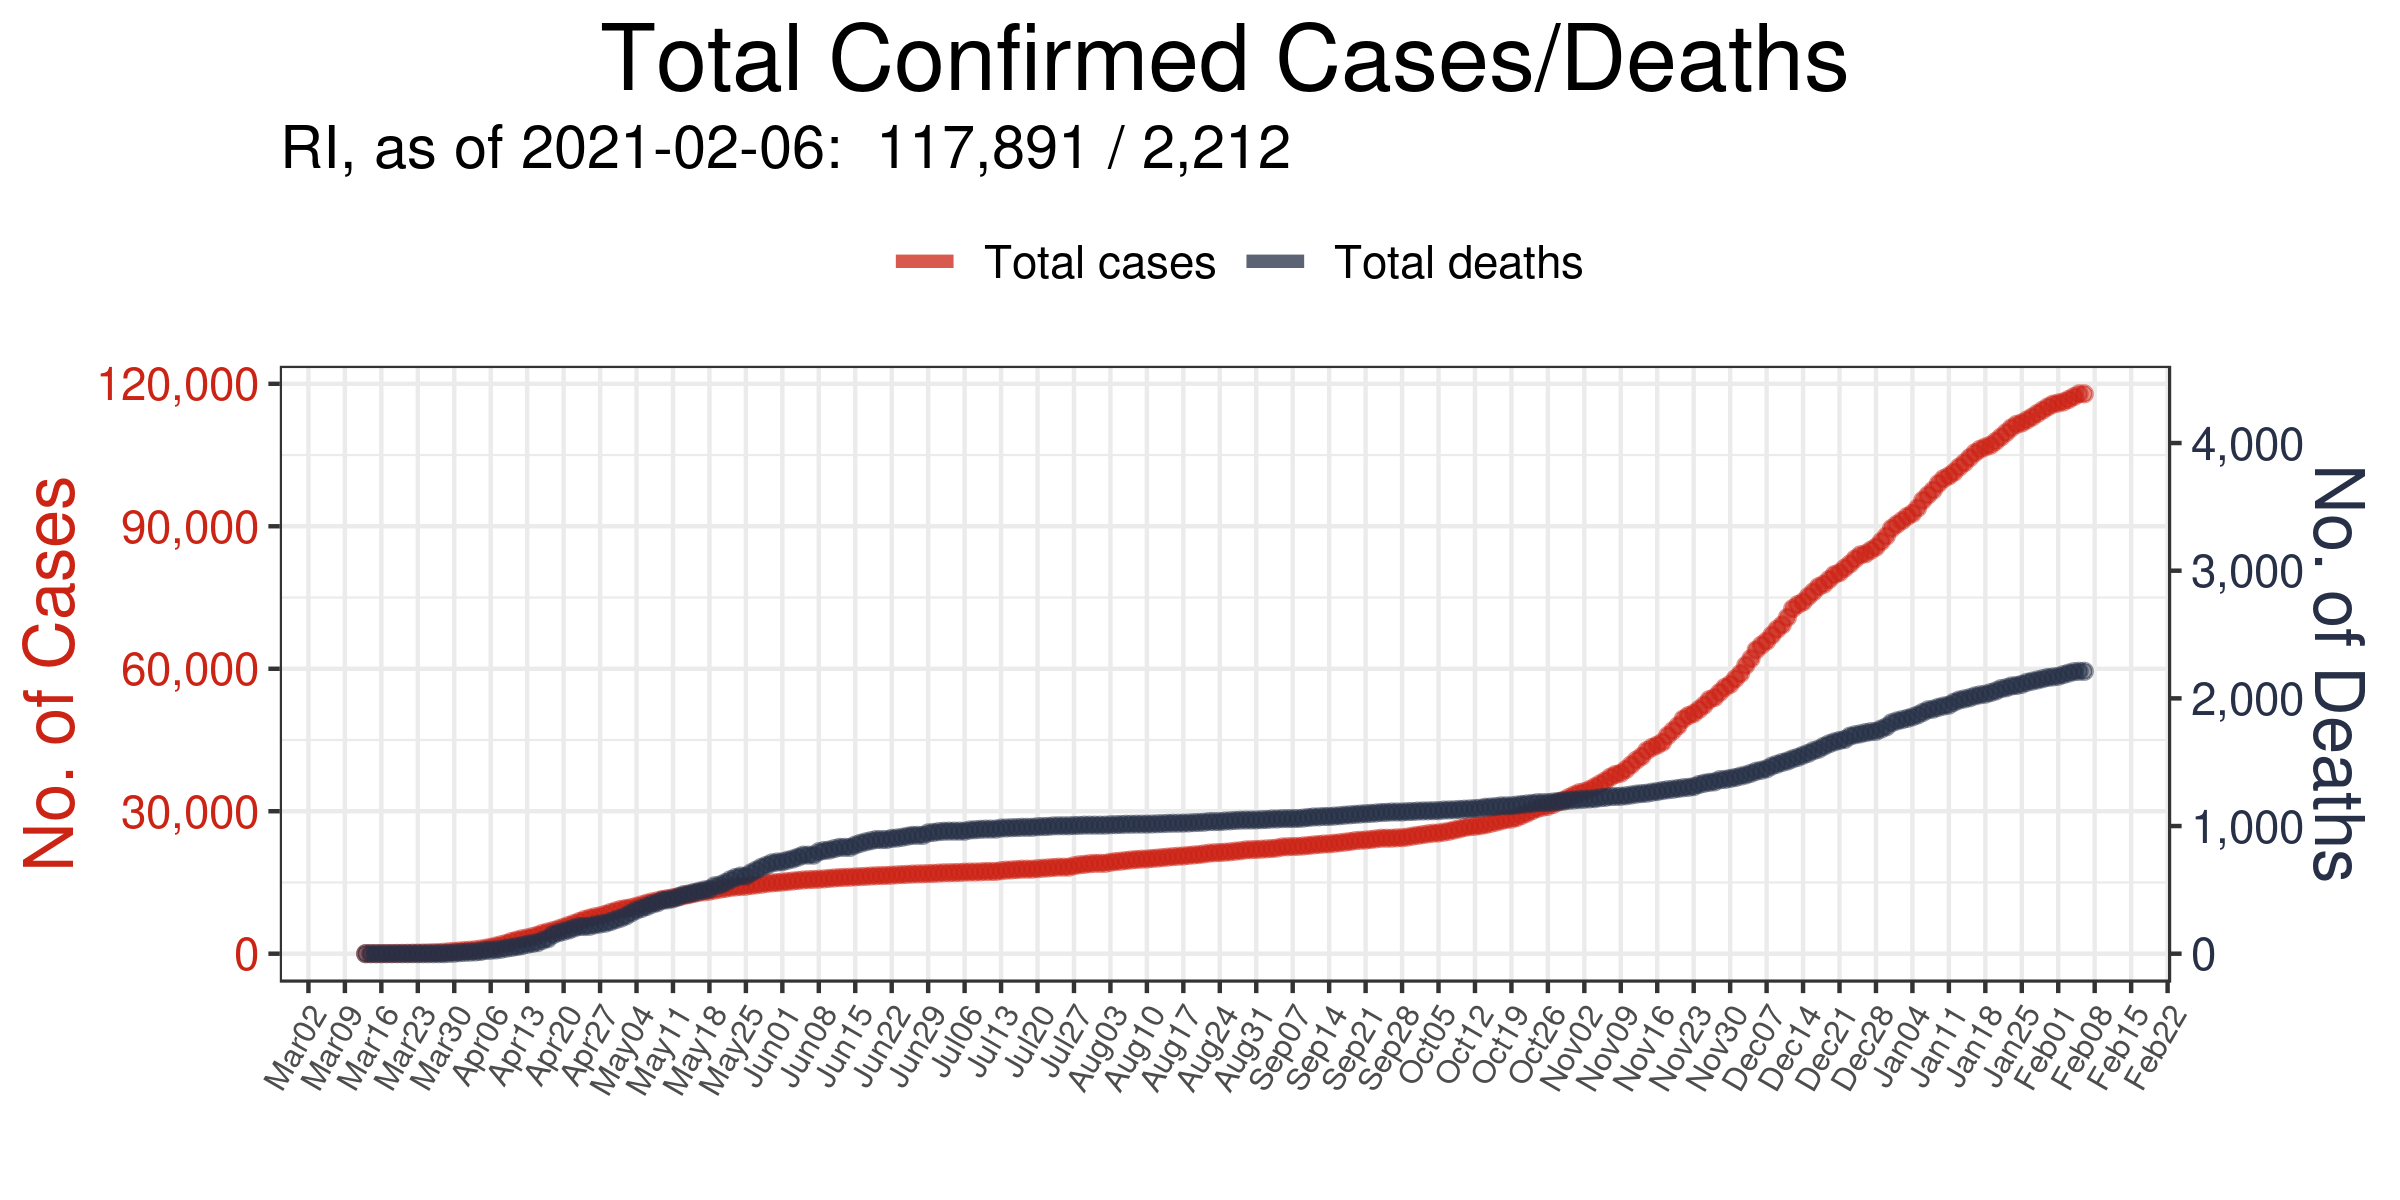 Total Confirmed Cases/Deaths
RI, as of 2021-02-06:  117,891 / 2,212
Total cases
Total deaths
No. of Cases
120,000
90,000
60,000
30,000
0
4,000
3,000
2,000
1,000
0
No. of Deaths
Mar02
Mar09
Mar16
Mar23
Mar30
Apr06
Apr13
Apr20
Apr27
May04
May11
May18
May25
Jun01
Jun08
Jun15
Jun22
Jun29
Jul06
Jul13
Jul20
Jul27
Aug03
Aug10
Aug17
Aug24
Aug31
Sep07
Sep14
Sep21
Sep28
Oct05
Oct12
Oct19
Oct26
Nov02
Nov09
Nov16
Nov23
Nov30
Dec07
Dec14
Dec21
Dec28
Jan04
Jan11
Jan18
Jan25
Feb01
Feb08
Feb15
Feb22